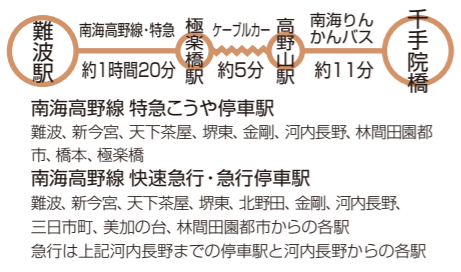 難波駅
南海高野線・特急
約1時間20分
極楽橋駅
ケーブルカー
約5分
高野山駅
南海りん
かんバス
約11分
千手院橋
南海高野線 特急こうや停車駅
難波、新今宮、天下茶屋、堺東、金剛、河内長野、林間田園都
市、橋本、極楽橋
南海高野線 快速急行・急行停車駅
難波、新今宮、天下茶屋、堺東、北野田、金剛、河内長野、
三日市町、美加の台、林間田園都市からの各駅
急行は上記河内長野までの停車駅と河内長野からの各駅